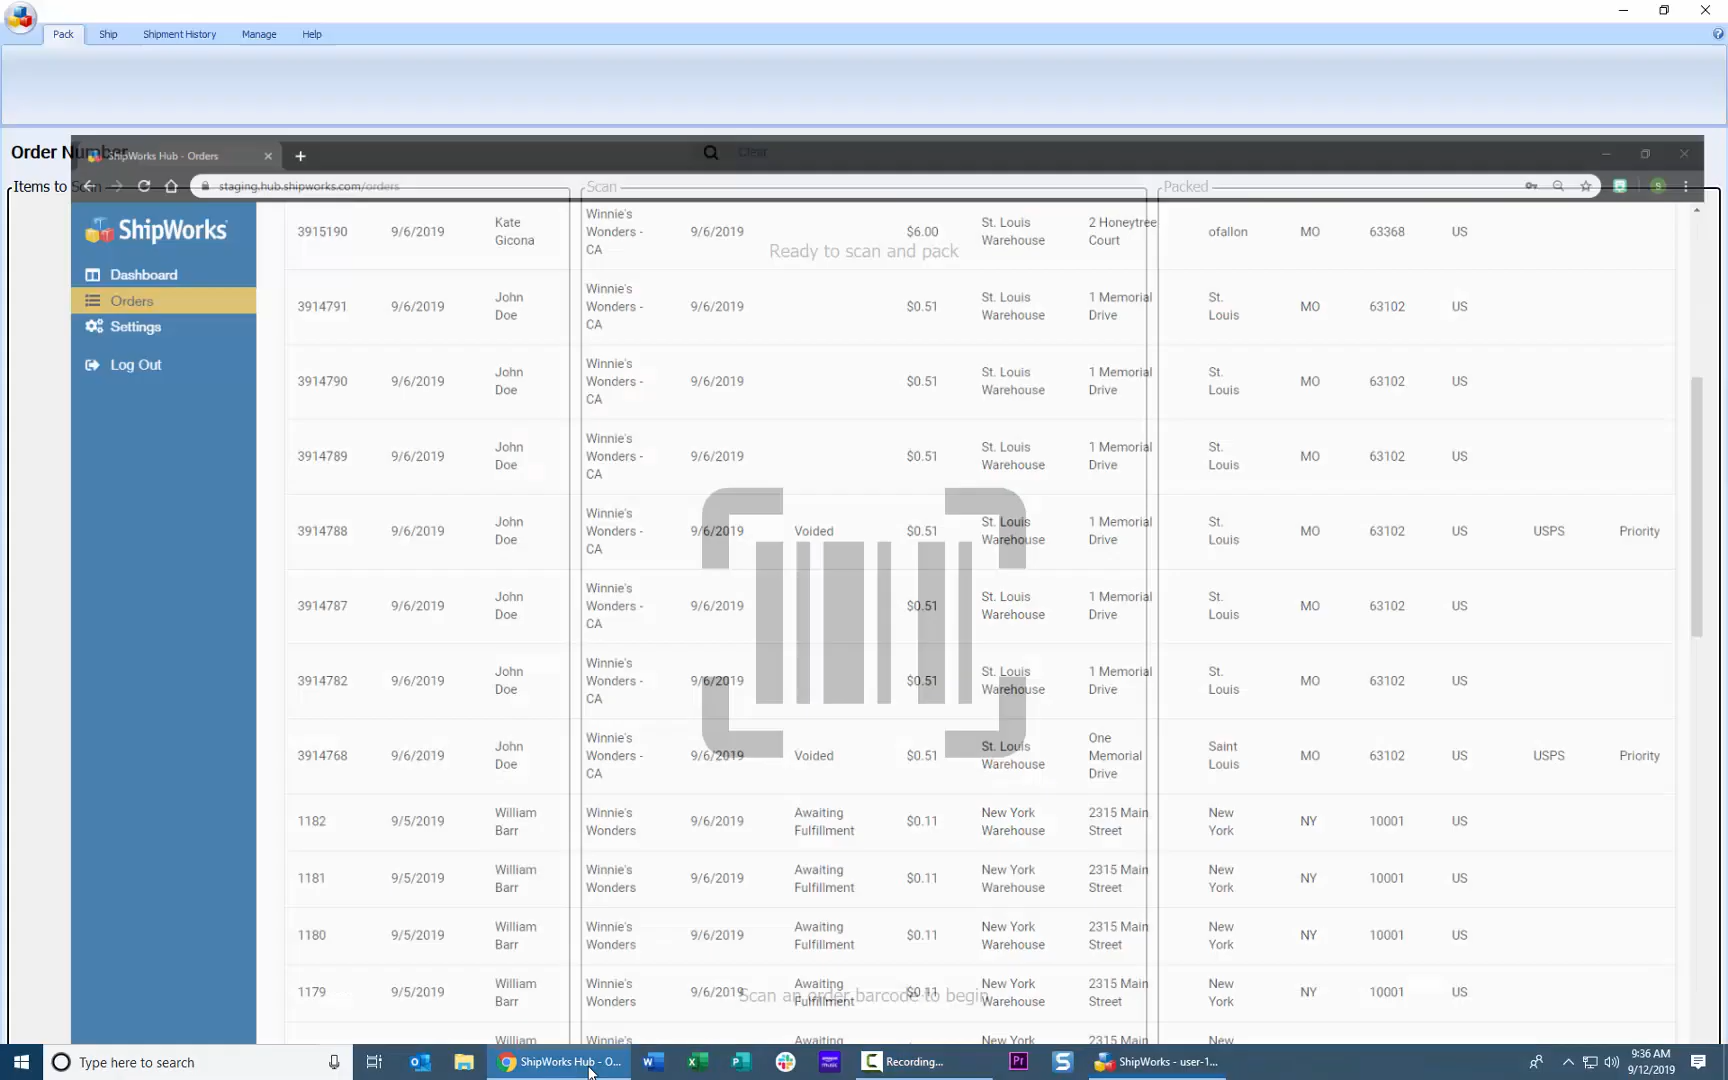 Pack Ship Shipment History Manage Help
Order Number
ShipWorks Hub - Orders
Clear
Items to Scan
staging.hub.shipworks.com/orders
Scan
Packed
S
ShipWorks
Dashboard
Orders
Settings
Log Out
Ready to scan and pack
3915190 9/6/2019 Kate Gicona Winnie's Wonders - CA 9/6/2019 $6.00 St. Louis Warehouse 2 Honeytree Court ofallon MO 63368 US
3914791 9/6/2019 John Doe Winnie's Wonders - CA 9/6/2019 $0.51 St. Louis Warehouse 1 Memorial Drive St. Louis MO 63102 US
3914790 9/6/2019 John Doe Winnie's Wonders - CA 9/6/2019 $0.51 St. Louis Warehouse 1 Memorial Drive St. Louis MO 63102 US
3914789 9/6/2019 John Doe Winnie's Wonders - CA 9/6/2019 $0.51 St. Louis Warehouse 1 Memorial Drive St. Louis MO 63102 US
3914788 9/6/2019 John Doe Winnie's Wonders - CA 9/6/2019 Voided $0.51 St. Louis Warehouse 1 Memorial Drive St. Louis MO 63102 US USPS Priority
3914787 9/6/2019 John Doe Winnie's Wonders - CA 9/6/2019 $0.51 St. Louis Warehouse 1 Memorial Drive St. Louis MO 63102 US
3914782 9/6/2019 John Doe Winnie's Wonders - CA 9/6/2019 $0.51 St. Louis Warehouse 1 Memorial Drive St. Louis MO 63102 US
3914768 9/6/2019 John Doe Winnie's Wonders - CA 9/6/2019 Voided $0.51 St. Louis Warehouse One Memorial Drive Saint Louis MO 63102 US USPS Priority
1182 9/5/2019 William Barr Winnie's Wonders 9/6/2019 Awaiting Fulfillment $0.11 New York Warehouse 2315 Main Street New York NY 10001 US
1181 9/5/2019 William Barr Winnie's Wonders 9/6/2019 Awaiting Fulfillment $0.11 New York Warehouse 2315 Main Street New York NY 10001 US
1180 9/5/2019 William Barr Winnie's Wonders 9/6/2019 Awaiting Fulfillment $0.11 New York Warehouse 2315 Main Street New York NY 10001 US
1179 9/5/2019 William Barr Winnie's Wonders 9/6/2019 Awaiting Fulfillment $0.11 New York Warehouse 2315 Main Street New York NY 10001 US
Scan an order barcode to begin
William Winnie's Awaiting New York 2315 Main New
Type here to search
ShipWorks Hub - O...
Recording...
Pr
S
ShipWorks - user-1...
9:36 AM
9/12/2019